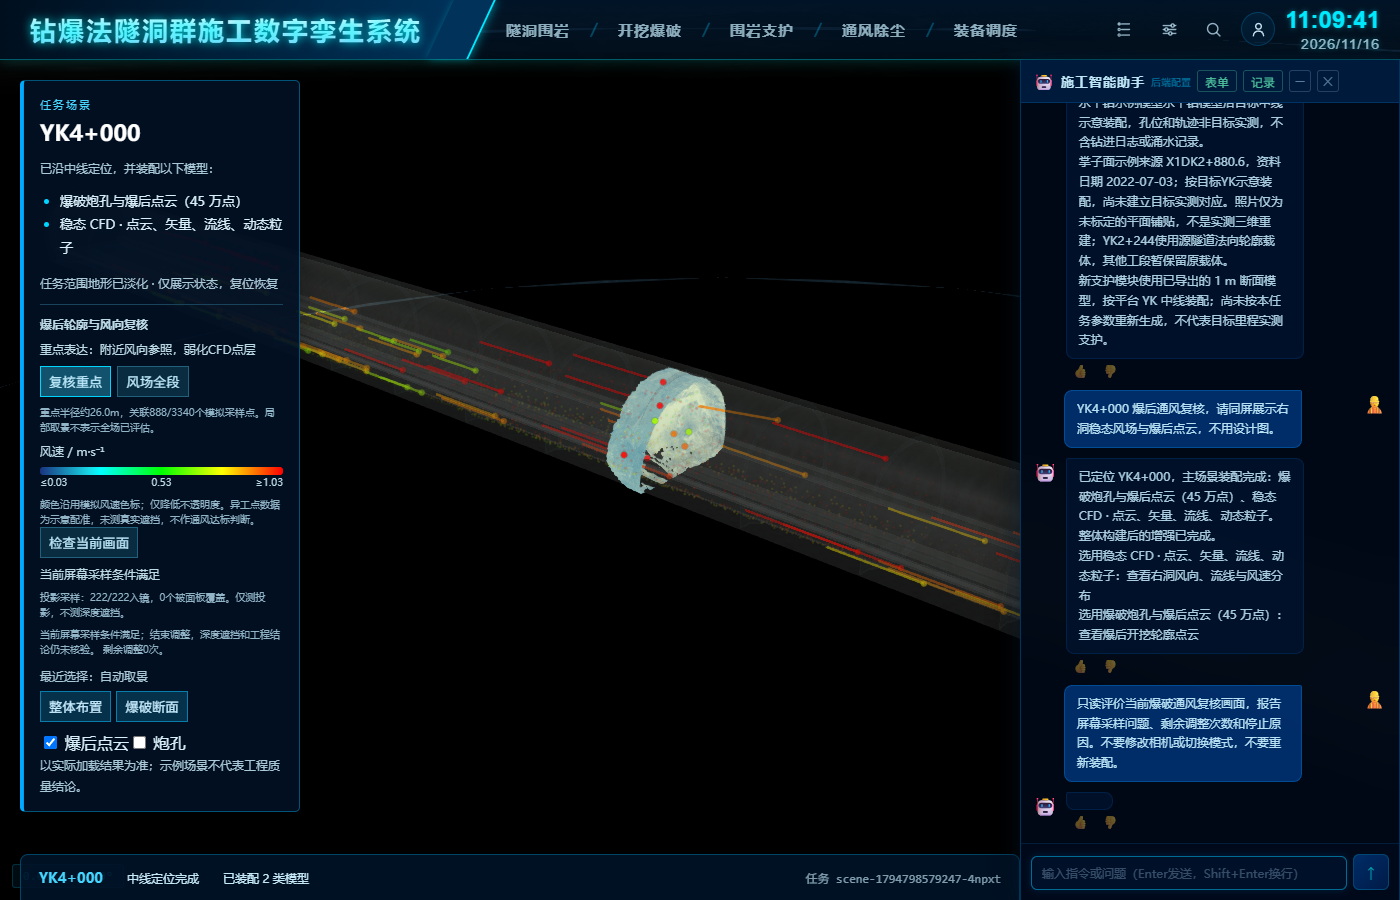 钻爆法隧洞群施工数字孪生系统
隧洞围岩 / 开挖爆破 / 围岩支护 / 通风除尘 / 装备调度
11:09:41
2026/11/16
任务场景
YK4+000
已沿中线定位，并装配以下模型：
爆破炮孔与爆后点云（45 万点）
稳态 CFD · 点云、矢量、流线、动态粒
子
任务范围地形已淡化 · 仅展示状态，复位恢复
爆后轮廓与风向复核
重点表达：附近风向参照，弱化CFD点层
复核重点 风场全段
重点半径约26.0m，关联888/3340个模拟采样点。局
部取景不表示全场已评估。
风速 / m·s⁻¹
≤0.03 0.53 ≥1.03
颜色沿用模拟风速色标；仅降低不透明度。异工点数据
为示意配准，未测真实遮挡，不作通风达标判断。
检查当前画面
当前屏幕采样条件满足
投影采样：222/222入镜，0个被面板覆盖。仅测投
影，不测深度遮挡。
当前屏幕采样条件满足；结束调整，深度遮挡和工程结
论仍未核验。 剩余调整0次。
最近选择：自动取景
整体布置 爆破断面
爆后点云 炮孔
以实际加载结果为准；示例场景不代表工程质
量结论。
YK4+000 中线定位完成 已装配 2 类模型
任务 scene-1794798579247-4npxt
施工智能助手 后端配置 表单 记录
示意装配，孔位和轨迹非目标实测，不
含钻进日志或涌水记录。
掌子面示例来源 X1DK2+880.6，资料
日期 2022-07-03；按目标YK示意装
配，尚未建立目标实测对应。照片仅为
未标定的平面铺贴，不是实测三维重
建；YK2+244使用源隧道法向轮廓载
体，其他工段暂保留原载体。
新支护模块使用已导出的 1 m 断面模
型，按平台 YK 中线装配；尚未按本任
务参数重新生成，不代表目标里程实测
支护。
YK4+000 爆后通风复核，请同屏展示右
洞稳态风场与爆后点云，不用设计图。
已定位 YK4+000，主场景装配完成：爆
破炮孔与爆后点云（45 万点）、稳态
CFD · 点云、矢量、流线、动态粒子。
整体构建后的增强已完成。
选用稳态 CFD · 点云、矢量、流线、动
态粒子：查看右洞风向、流线与风速分
布
选用爆破炮孔与爆后点云（45 万点）：
查看爆后开挖轮廓点云
只读评价当前爆破通风复核画面，报告
屏幕采样问题、剩余调整次数和停止原
因。不要修改相机或切换模式，不要重
新装配。
输入指令或问题（Enter发送，Shift+Enter换行）